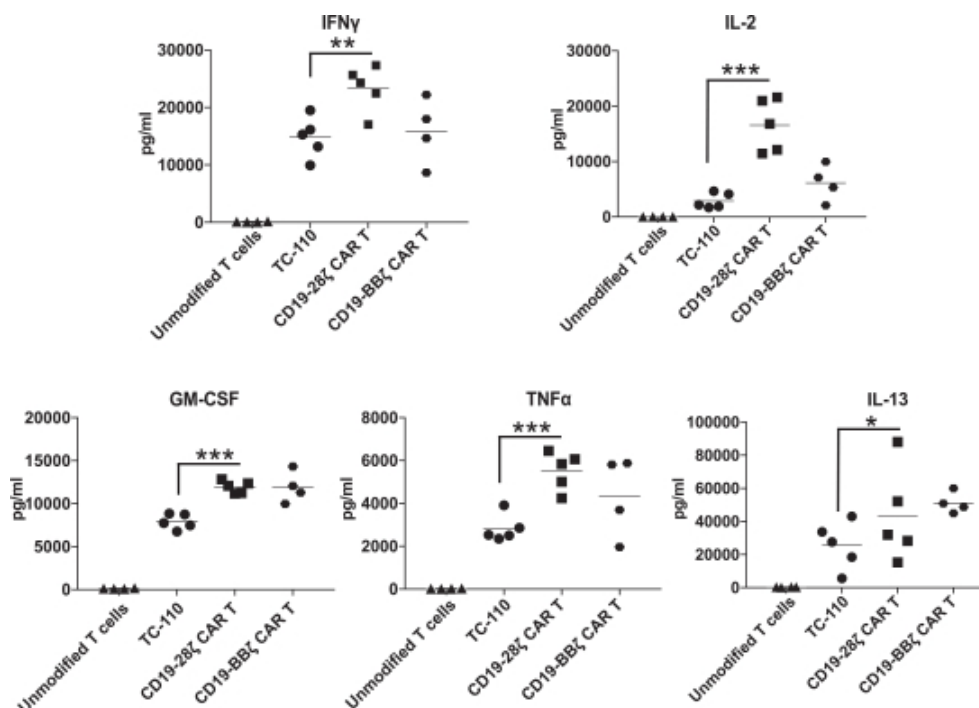 IFNγ
**
30000
20000
10000
0
pg/ml
Unmodified T cells
TC-110
CD19-28ζ CAR T
CD19-BBζ CAR T
IL-2
***
30000
20000
10000
0
pg/ml
Unmodified T cells
TC-110
CD19-28ζ CAR T
CD19-BBζ CAR T
GM-CSF
***
20000
15000
10000
5000
0
pg/ml
Unmodified T cells
TC-110
CD19-28ζ CAR T
CD19-BBζ CAR T
TNFα
***
8000
6000
4000
2000
0
pg/ml
Unmodified T cells
TC-110
CD19-28ζ CAR T
CD19-BBζ CAR T
IL-13
*
100000
80000
60000
40000
20000
0
pg/ml
Unmodified T cells
TC-110
CD19-28ζ CAR T
CD19-BBζ CAR T